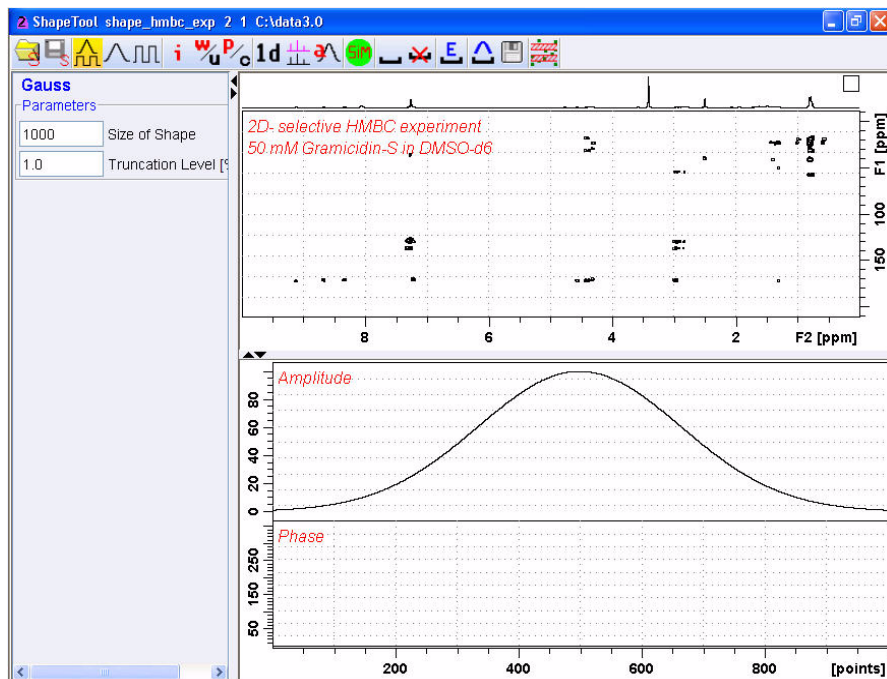 2 ShapeTool shape_hmbc_exp 2 1 C:\data3.0
S S i W/U P/C 1d a SIM E
Gauss
Parameters
1000 Size of Shape
1.0 Truncation Level [%
2D- selective HMBC experiment
50 mM Gramicidin-S in DMSO-d6
F1 [ppm]
100
150
8 6 4 2 F2 [ppm]
Amplitude
80
60
40
20
0
Phase
250
150
50
200 400 600 800 [points]